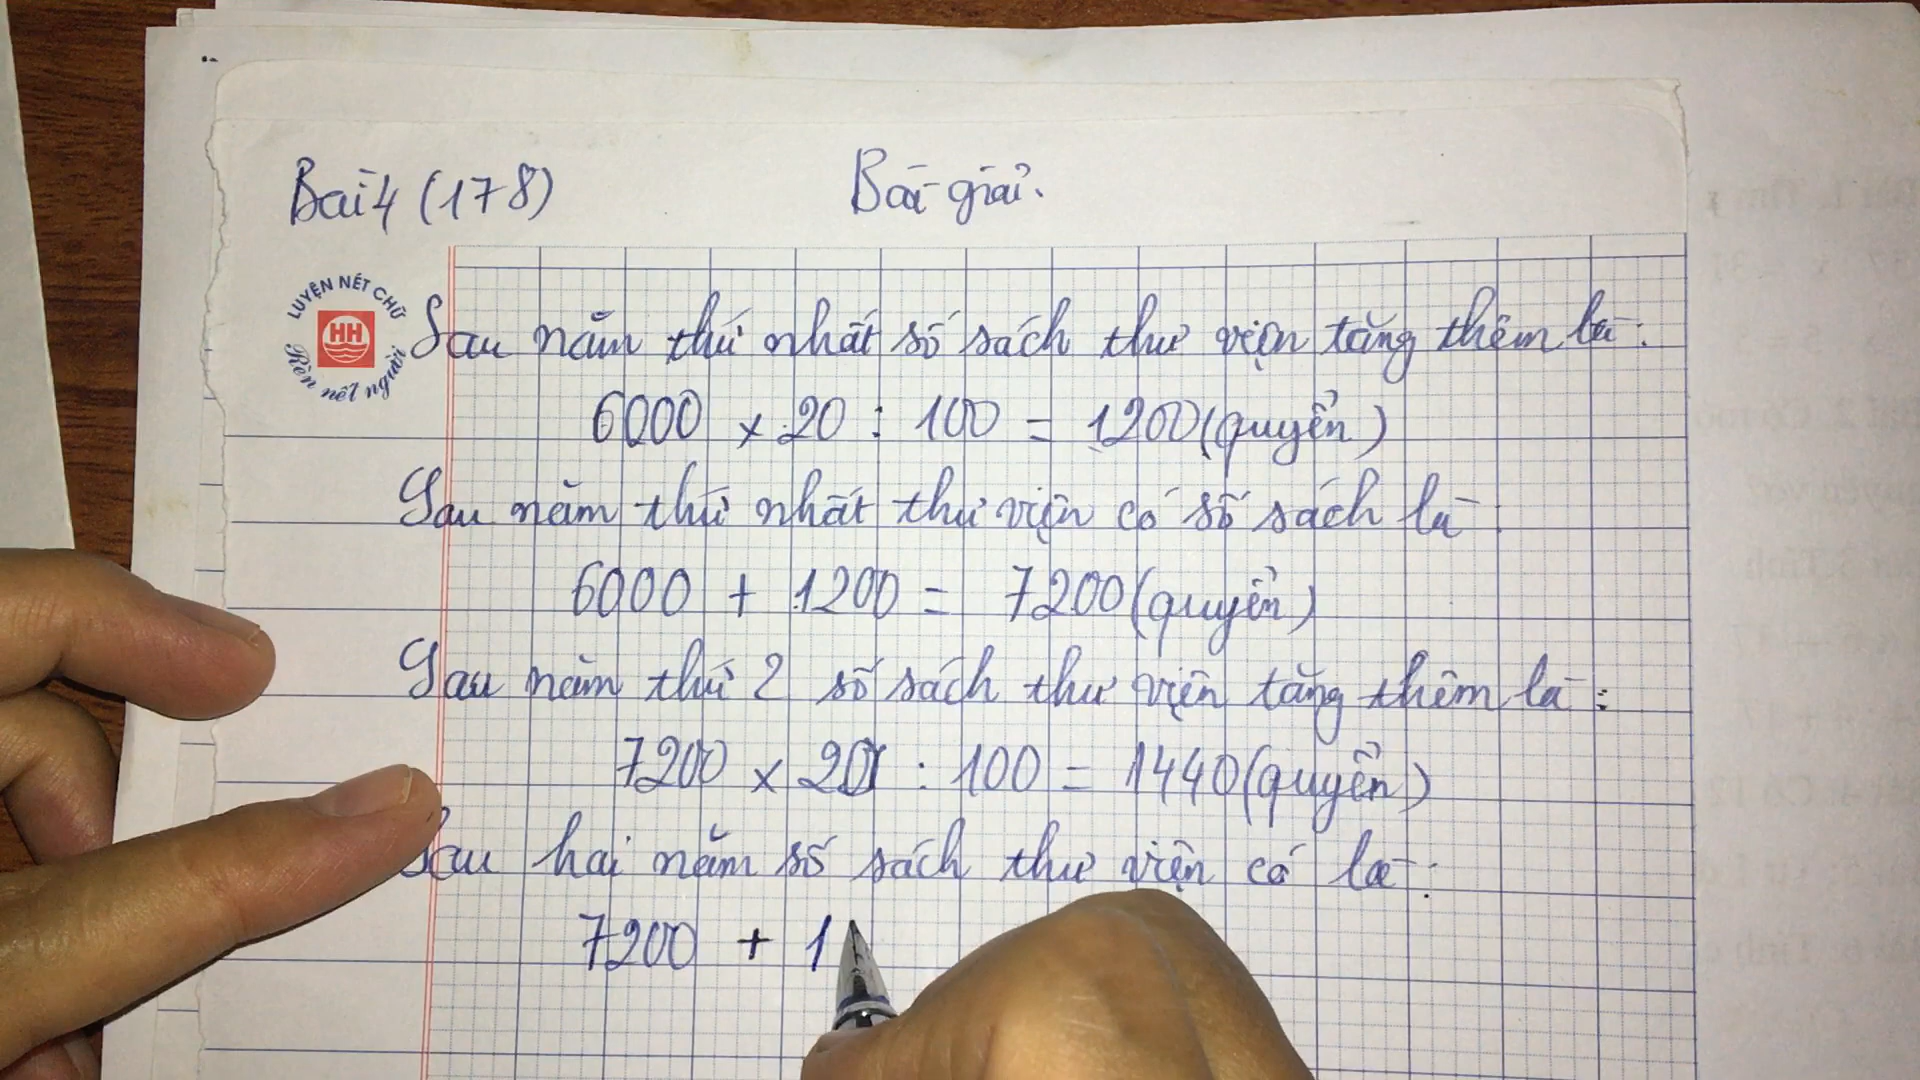 Bài 4 (178)
Bài giải.
LUYỆN NÉT CHỮ
HH
Rèn nết người
Sau năm thứ nhất số sách thư viện tăng thêm là:
6000 x 20 : 100 = 1200 (quyển)
Sau năm thứ nhất thư viện có số sách là:
6000 + 1200 = 7200 (quyển)
Sau năm thứ 2 số sách thư viện tăng thêm là:
7200 x 20 : 100 = 1440 (quyển)
Sau hai năm số sách thư viện có là:
7200 + 1